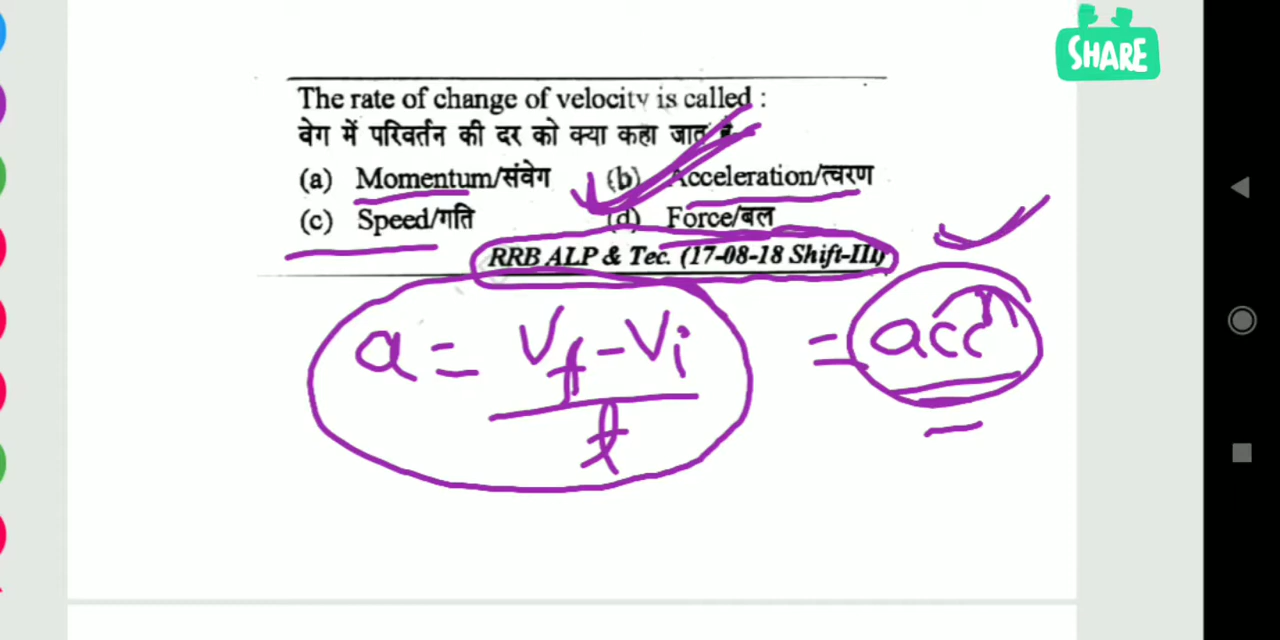 SHARE
The rate of change of velocity is called :
वेग में परिवर्तन की दर को क्या कहा जाता है
(a) Momentum/संवेग (b) Acceleration/त्वरण
(c) Speed/गति (d) Force/बल
RRB ALP & Tec. (17-08-18 Shift-III)
a = Vf - Vi / t = accn